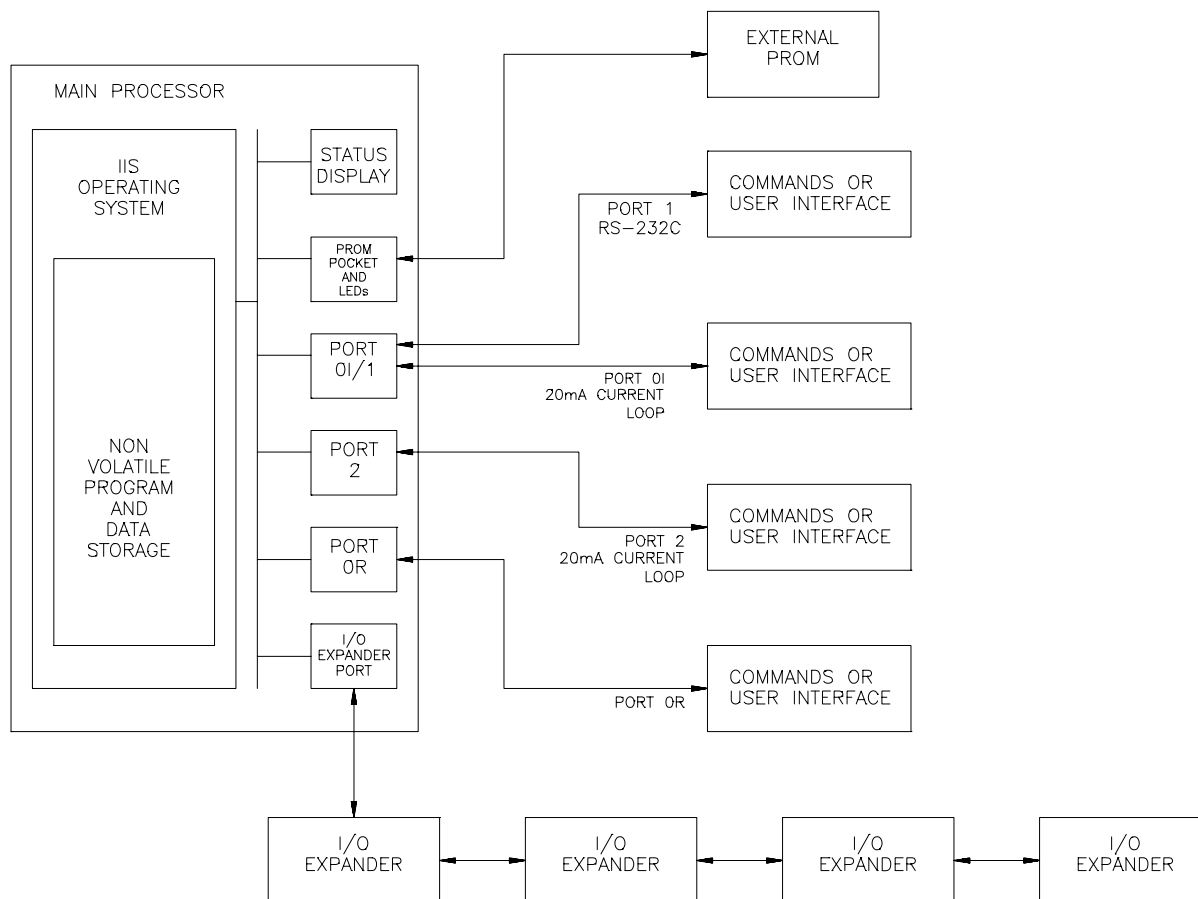 EXTERNAL
PROM
MAIN PROCESSOR
IIS
OPERATING
SYSTEM
NON
VOLATILE
PROGRAM
AND
DATA
STORAGE
STATUS
DISPLAY
PROM
POCKET
AND
LEDs
PORT
0I/1
PORT
2
PORT
0R
I/O
EXPANDER
PORT
PORT 1
RS-232C
COMMANDS OR
USER INTERFACE
PORT 0I
20mA CURRENT
LOOP
COMMANDS OR
USER INTERFACE
PORT 2
20mA CURRENT
LOOP
COMMANDS OR
USER INTERFACE
PORT 0R
COMMANDS OR
USER INTERFACE
I/O
EXPANDER
I/O
EXPANDER
I/O
EXPANDER
I/O
EXPANDER